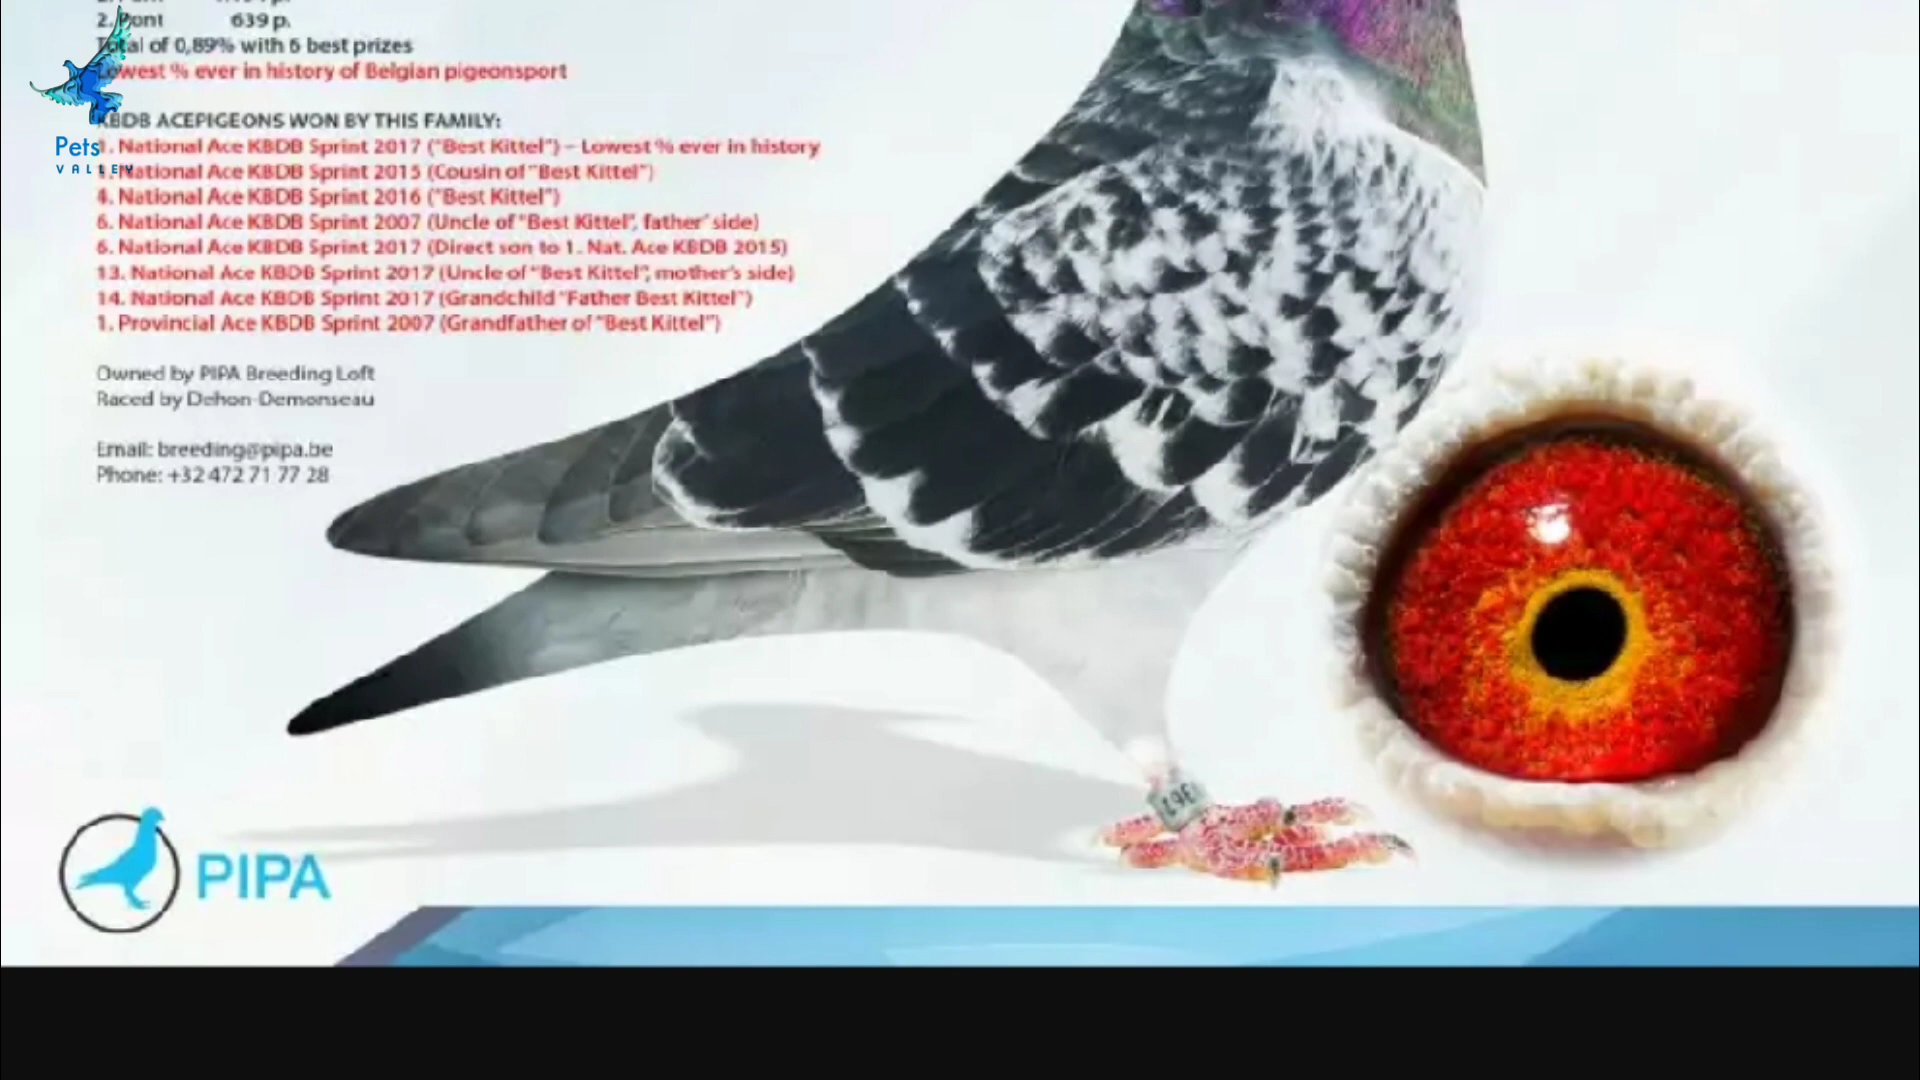 2. Pont 639 p.
Total of 0,89% with 6 best prizes
Lowest % ever in history of Belgian pigeonsport
KBDB ACEPIGEONS WON BY THIS FAMILY:
1. National Ace KBDB Sprint 2017 ("Best Kittel") – Lowest % ever in history
1. National Ace KBDB Sprint 2015 (Cousin of "Best Kittel")
4. National Ace KBDB Sprint 2016 ("Best Kittel")
6. National Ace KBDB Sprint 2007 (Uncle of "Best Kittel", father' side)
6. National Ace KBDB Sprint 2017 (Direct son to 1. Nat. Ace KBDB 2015)
13. National Ace KBDB Sprint 2017 (Uncle of "Best Kittel", mother's side)
14. National Ace KBDB Sprint 2017 (Grandchild "Father Best Kittel")
1. Provincial Ace KBDB Sprint 2007 (Grandfather of "Best Kittel")
Owned by PIPA Breeding Loft
Raced by Dehon-Demonseau
Email: breeding@pipa.be
Phone: +32 472 71 77 28
Pets
VALLEY
PIPA